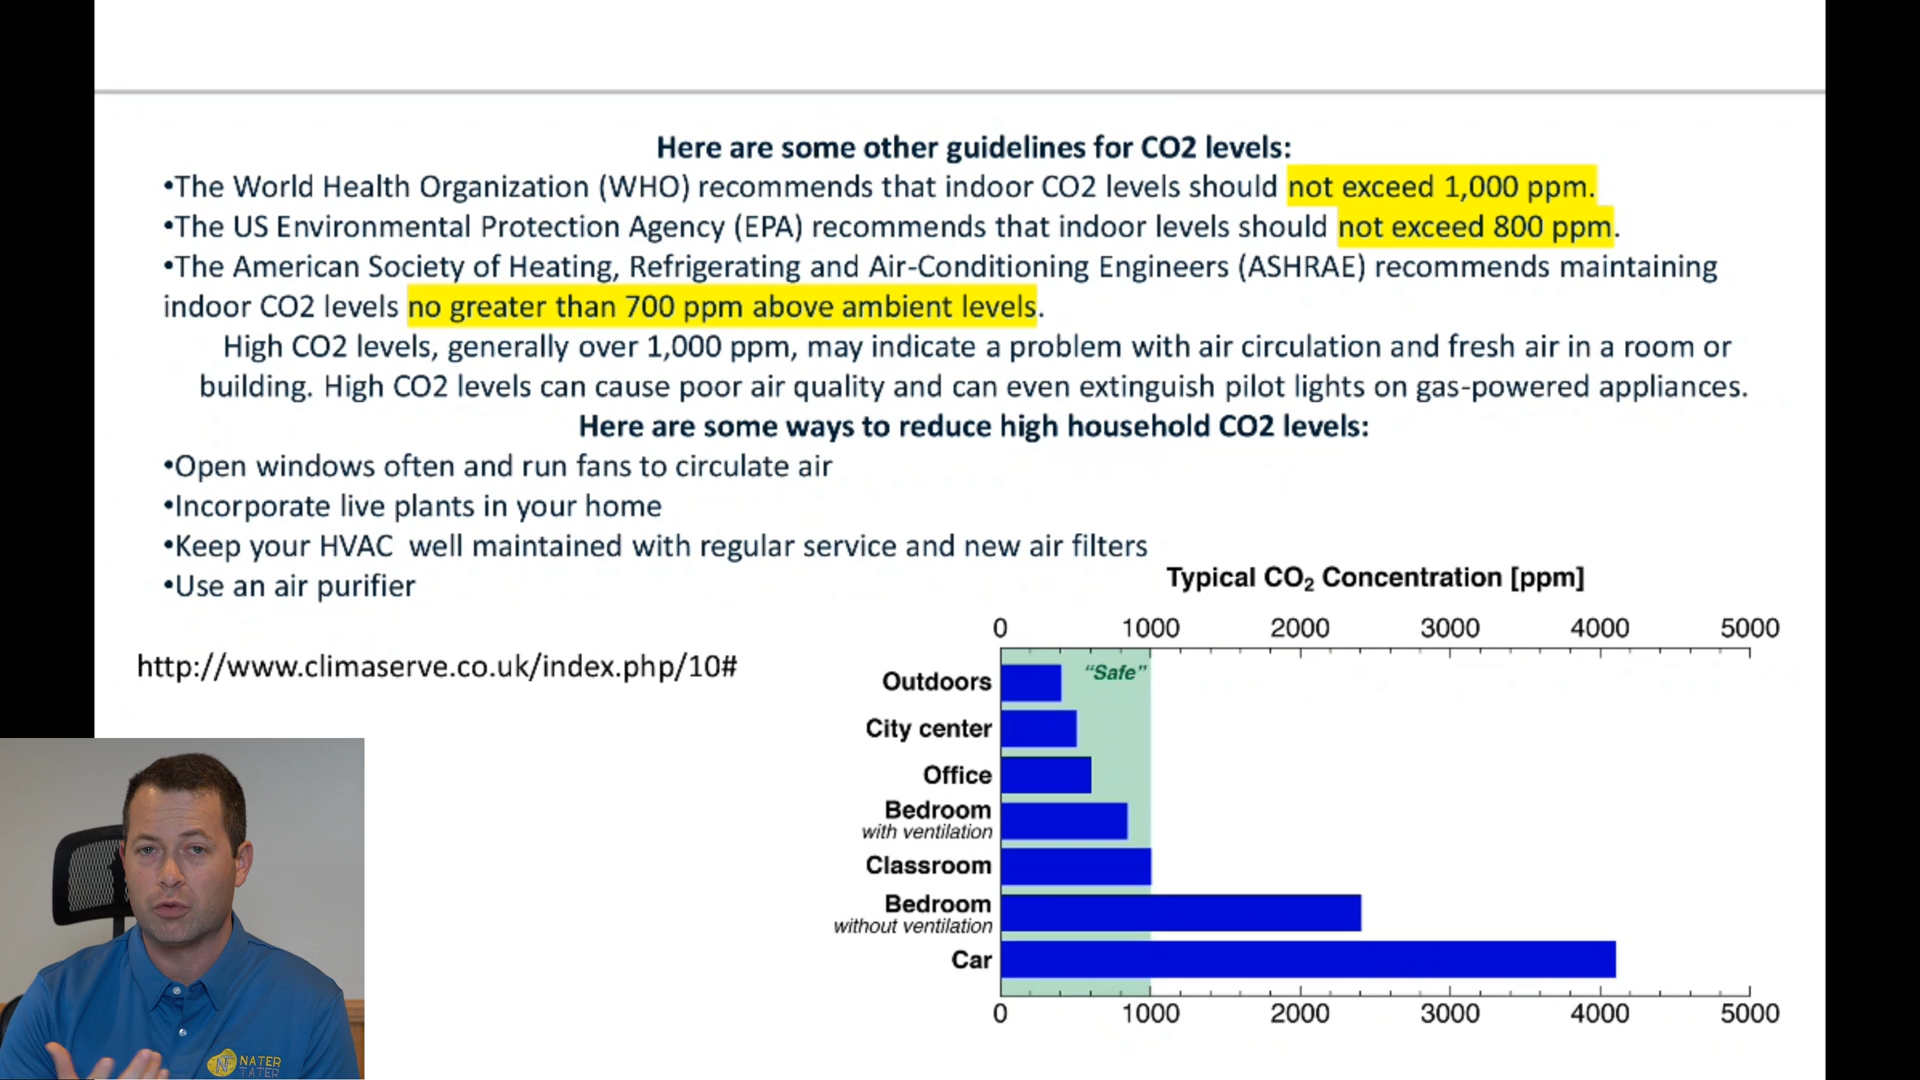 Here are some other guidelines for CO2 levels:
•The World Health Organization (WHO) recommends that indoor CO2 levels should not exceed 1,000 ppm.
•The US Environmental Protection Agency (EPA) recommends that indoor levels should not exceed 800 ppm.
•The American Society of Heating, Refrigerating and Air-Conditioning Engineers (ASHRAE) recommends maintaining
indoor CO2 levels no greater than 700 ppm above ambient levels.
High CO2 levels, generally over 1,000 ppm, may indicate a problem with air circulation and fresh air in a room or
building. High CO2 levels can cause poor air quality and can even extinguish pilot lights on gas-powered appliances.
Here are some ways to reduce high household CO2 levels:
•Open windows often and run fans to circulate air
•Incorporate live plants in your home
•Keep your HVAC well maintained with regular service and new air filters
•Use an air purifier
http://www.climaserve.co.uk/index.php/10#
Typical CO₂ Concentration [ppm]
0 1000 2000 3000 4000 5000
"Safe"
Outdoors
City center
Office
Bedroom
with ventilation
Classroom
Bedroom
without ventilation
Car
0 1000 2000 3000 4000 5000
NATER
TATER